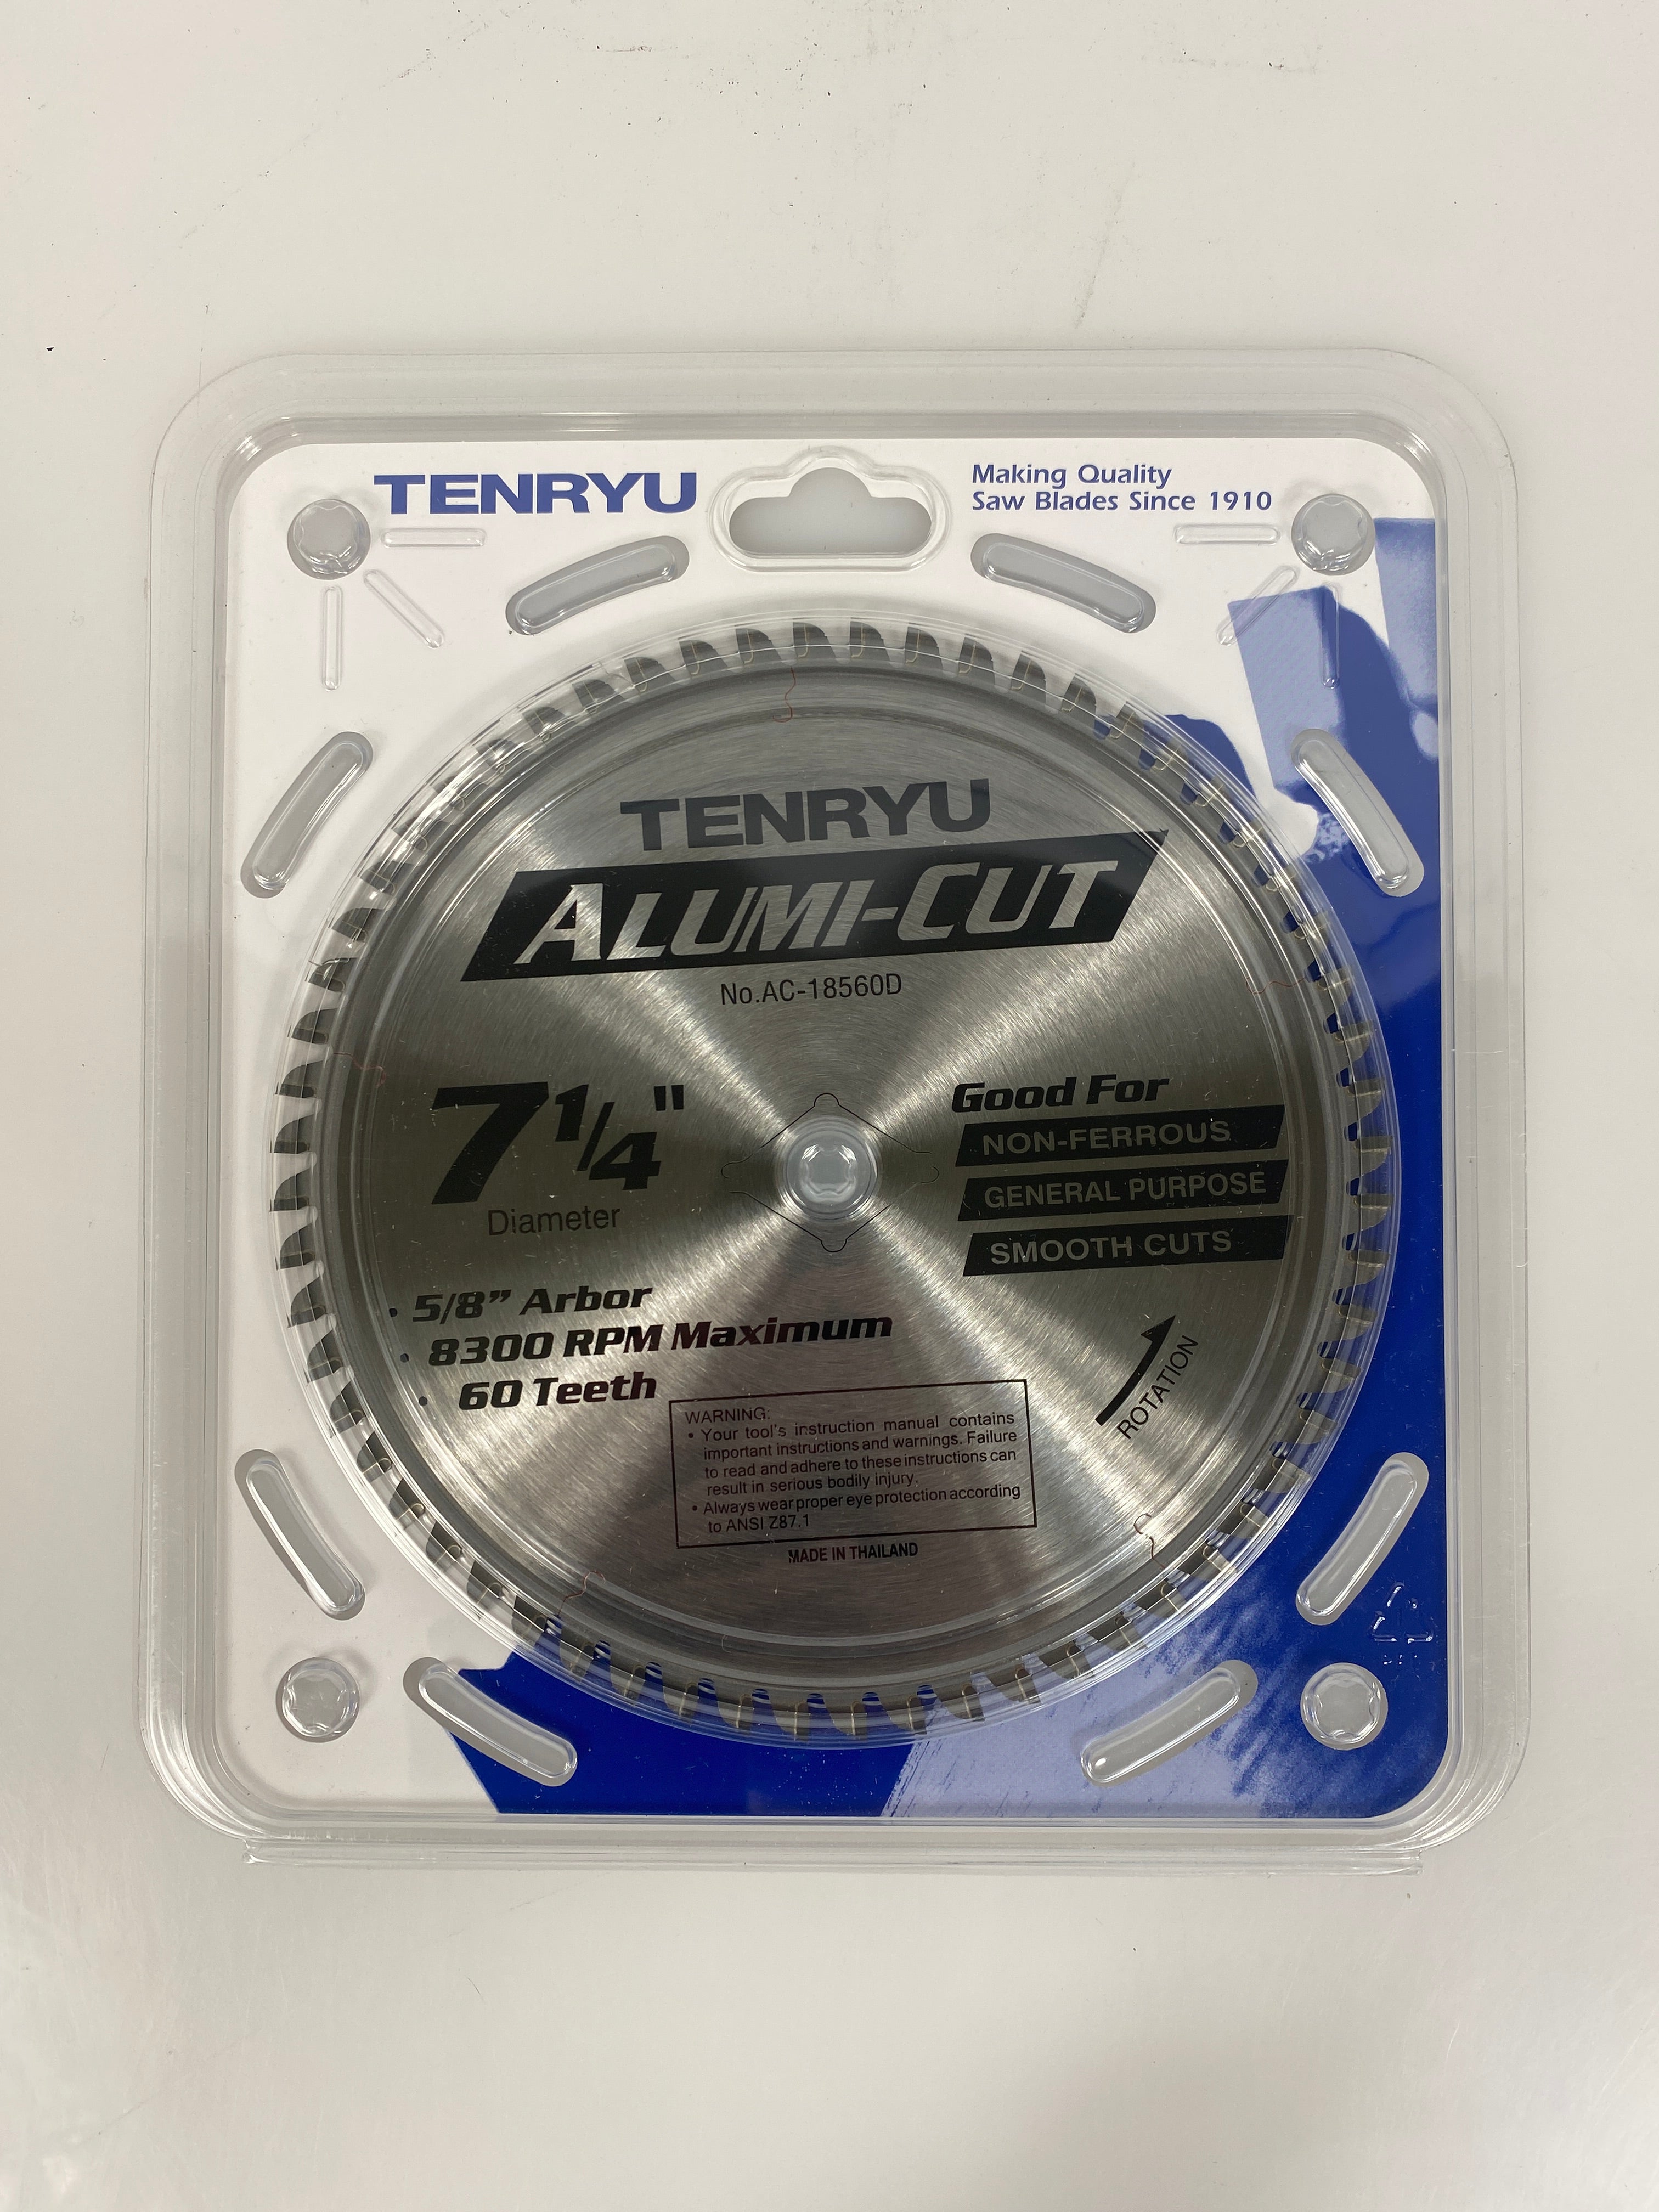 TENRYU
Making Quality
Saw Blades Since 1910
TENRYU
ALUMI-CUT
No.AC-18560D
7 1/4"
Diameter
Good For
NON-FERROUS
GENERAL PURPOSE
SMOOTH CUTS
• 5/8” Arbor
• 8300 RPM Maximum
• 60 Teeth
ROTATION
WARNING:
• Your tool's instruction manual contains
important instructions and warnings. Failure
to read and adhere to these instructions can
result in serious bodily injury.
• Always wear proper eye protection according
to ANSI Z87.1
MADE IN THAILAND